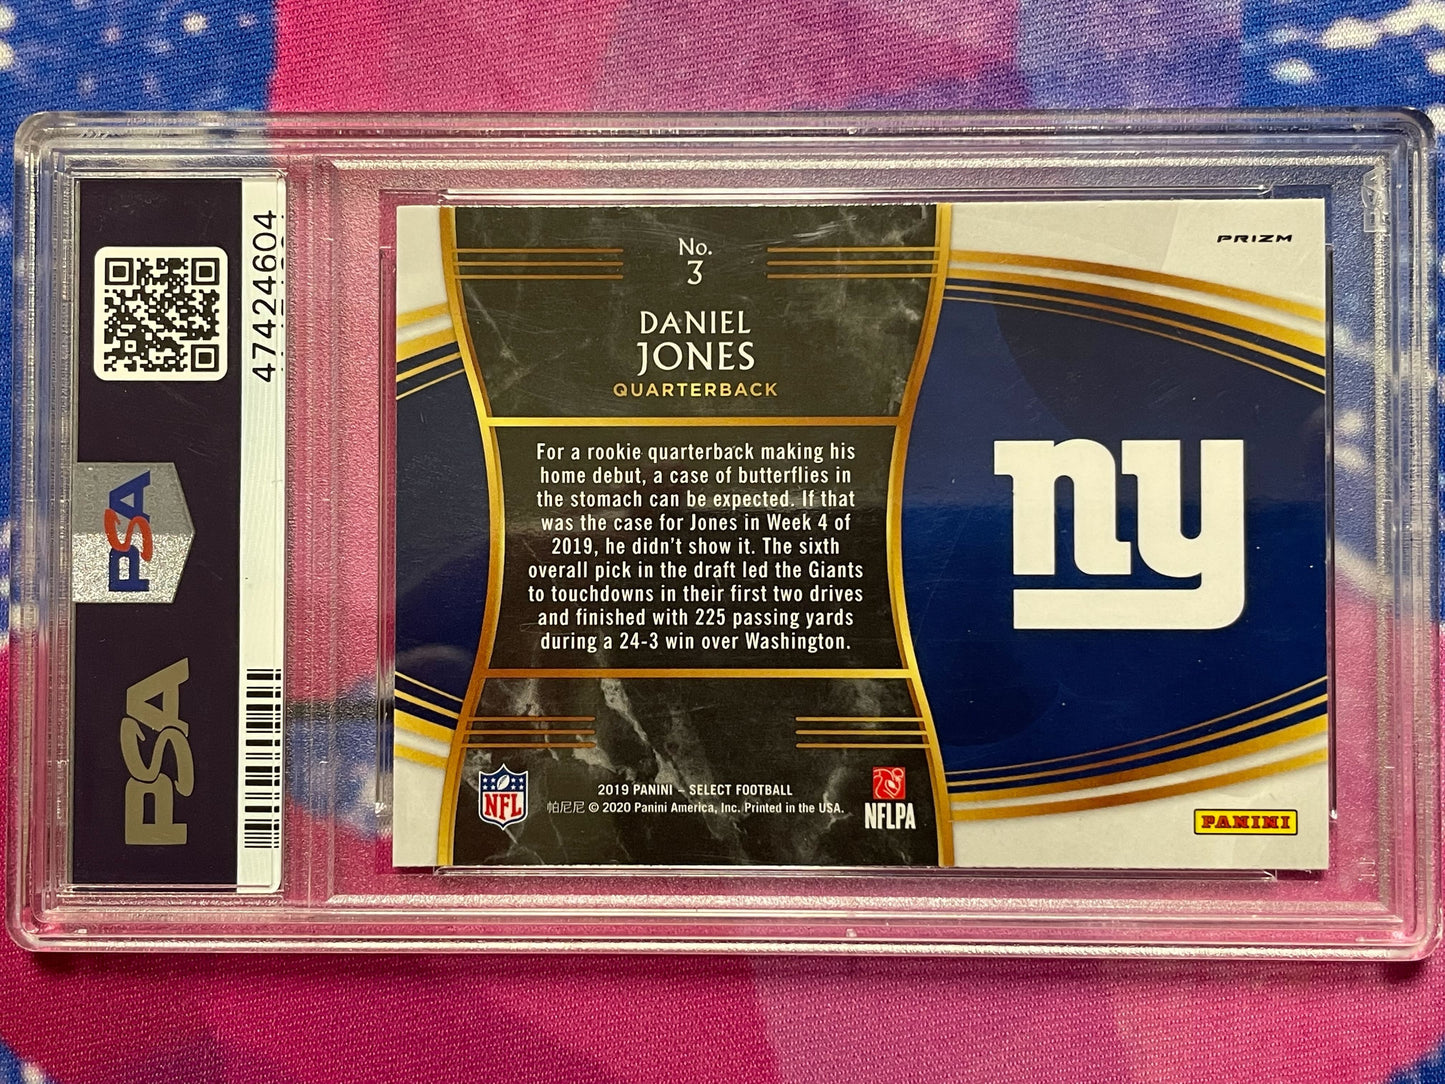 47424604
PSA
PSA
PRIZM
No.
3
DANIEL
JONES
QUARTERBACK
For a rookie quarterback making his
home debut, a case of butterflies in
the stomach can be expected. If that
was the case for Jones in Week 4 of
2019, he didn't show it. The sixth
overall pick in the draft led the Giants
to touchdowns in their first two drives
and finished with 225 passing yards
during a 24-3 win over Washington.
ny
NFL
2019 PANINI – SELECT FOOTBALL
帕尼尼 © 2020 Panini America, Inc. Printed in the USA.
NFLPA
PANINI